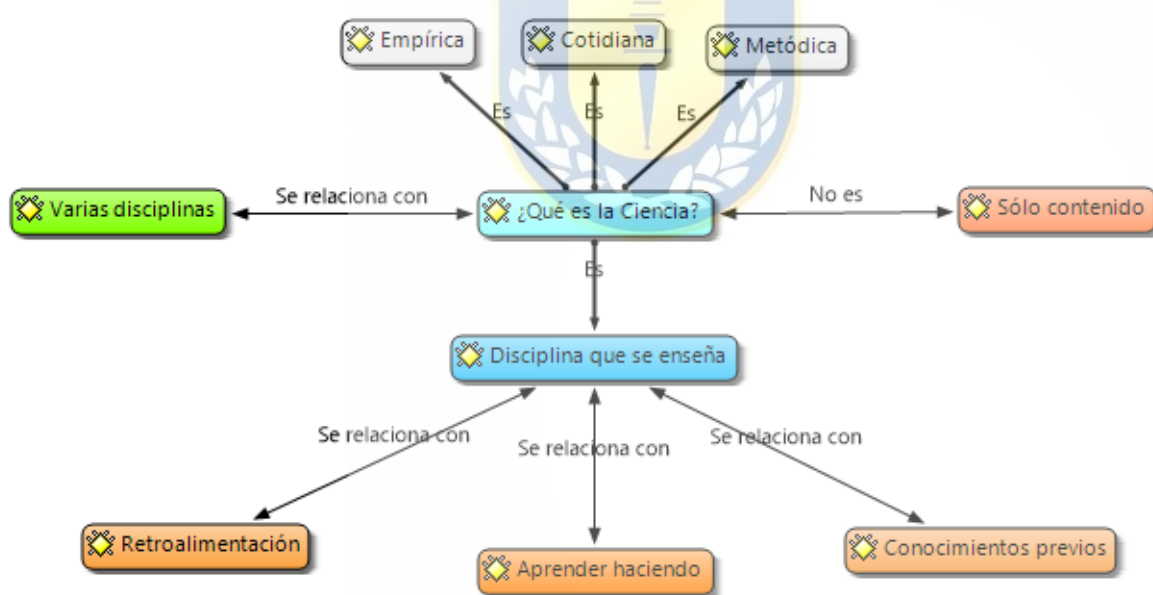 Empírica
Cotidiana
Metódica
Es
Es
Es
Varias disciplinas
Se relaciona con
¿Qué es la Ciencia?
No es
Sólo contenido
Es
Disciplina que se enseña
Se relaciona con
Se relaciona con
Se relaciona con
Retroalimentación
Aprender haciendo
Conocimientos previos